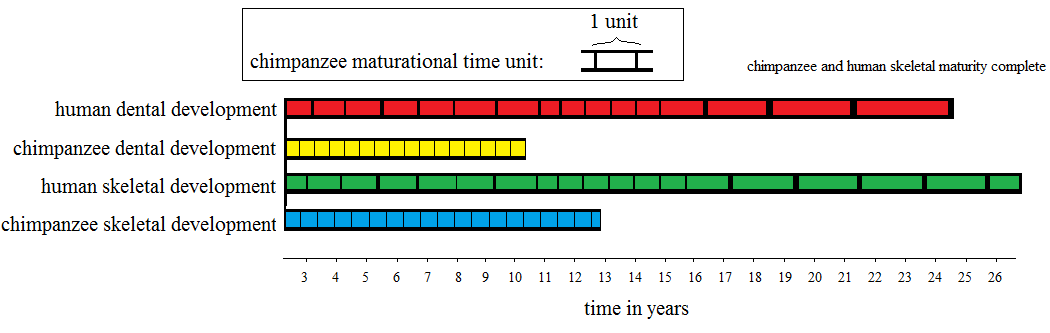 1 unit
chimpanzee maturational time unit:
chimpanzee and human skeletal maturity complete
human dental development
chimpanzee dental development
human skeletal development
chimpanzee skeletal development
3 4 5 6 7 8 9 10 11 12 13 14 15 16 17 18 19 20 21 22 23 24 25 26
time in years